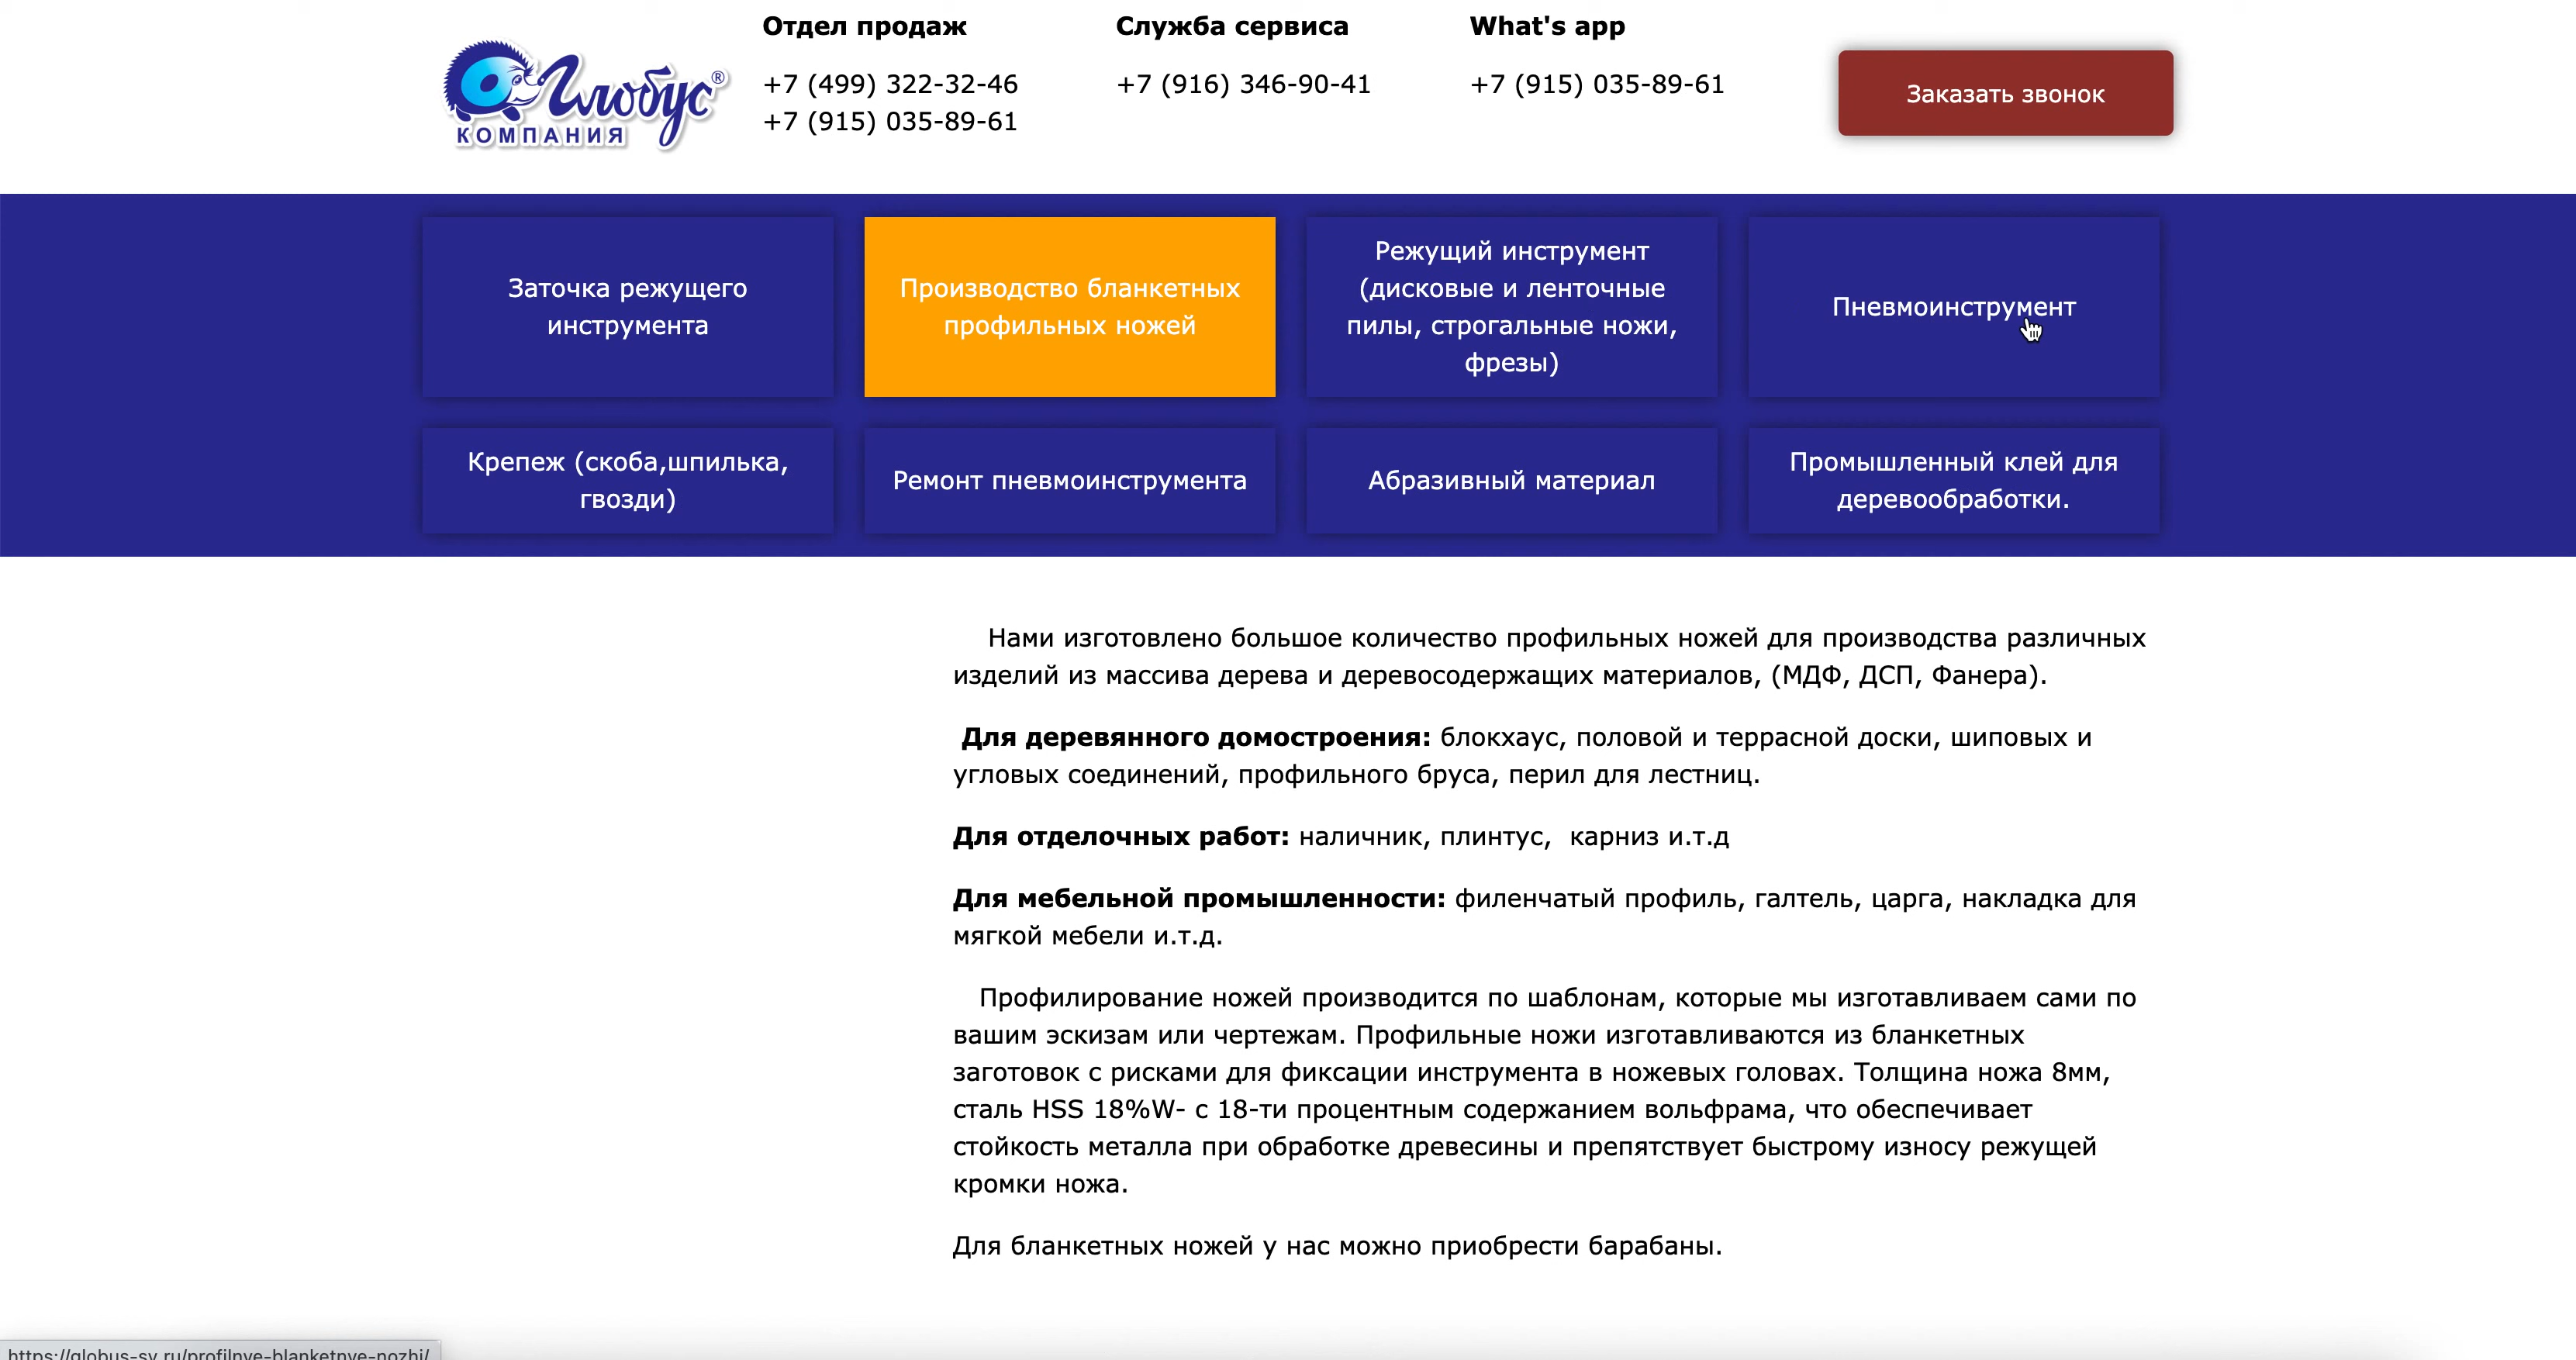 Глобус®
КОМПАНИЯ
Отдел продаж
+7 (499) 322-32-46
+7 (915) 035-89-61
Служба сервиса
+7 (916) 346-90-41
What's app
+7 (915) 035-89-61
Заказать звонок
Заточка режущего
инструмента
Производство бланкетных
профильных ножей
Режущий инструмент
(дисковые и ленточные
пилы, строгальные ножи,
фрезы)
Пневмоинструмент
Крепеж (скоба,шпилька,
гвозди)
Ремонт пневмоинструмента
Абразивный материал
Промышленный клей для
деревообработки.
Нами изготовлено большое количество профильных ножей для производства различных
изделий из массива дерева и деревосодержащих материалов, (МДФ, ДСП, Фанера).
Для деревянного домостроения: блокхаус, половой и террасной доски, шиповых и
угловых соединений, профильного бруса, перил для лестниц.
Для отделочных работ: наличник, плинтус, карниз и.т.д
Для мебельной промышленности: филенчатый профиль, галтель, царга, накладка для
мягкой мебели и.т.д.
Профилирование ножей производится по шаблонам, которые мы изготавливаем сами по
вашим эскизам или чертежам. Профильные ножи изготавливаются из бланкетных
заготовок с рисками для фиксации инструмента в ножевых головах. Толщина ножа 8мм,
сталь HSS 18%W- с 18-ти процентным содержанием вольфрама, что обеспечивает
стойкость металла при обработке древесины и препятствует быстрому износу режущей
кромки ножа.
Для бланкетных ножей у нас можно приобрести барабаны.
https://globus-sv.ru/profilnye-blanketnye-nozhi/